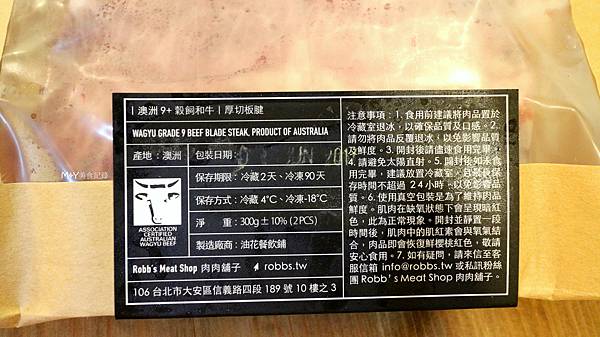 | 澳洲 9+ 穀飼和牛 | 厚切板腱
WAGYU GRADE 9 BEEF BLADE STEAK. PRODUCT OF AUSTRALIA
產地：澳洲
包裝日期：
JUN 201
保存期限：冷藏2天、冷凍90天
保存方式：冷藏 4°C、冷凍-18°C
淨　重：300g ± 10% (2 PCS)
製造廠商：油花餐飲鋪
ASSOCIATION
CERTIFIED
AUSTRALIAN
WAGYU BEEF
Robb's Meat Shop 肉肉舖子
robbs.tw
106 台北市大安區信義路四段 189 號 10 樓之 3
注意事項：1. 食用前建議將肉品置於
冷藏室退冰，以確保品質及口感。2.
請勿將肉品反覆退冰，以免影響品質
及鮮度。3. 開封後請儘速食用完畢。
4. 請避免太陽直射。5. 開封後如未食
用完畢，建議放置冷藏室，且最長保
存時間不超過 24小時，以免影響品
質。6. 使用真空包裝是為了維持肉品
鮮度。肌肉在缺氧狀態下會呈現暗紅
色，此為正常現象。開封並靜置一段
時間後，肌肉中的肌紅素會與氧氣結
合，肉品即會恢復鮮櫻桃紅色，敬請
安心食用。7. 如有疑問，請來信至客
服信箱 info@robbs.tw 或私訊粉絲
團 Robb's Meat Shop 肉肉舖子。
M+Y美食記錄